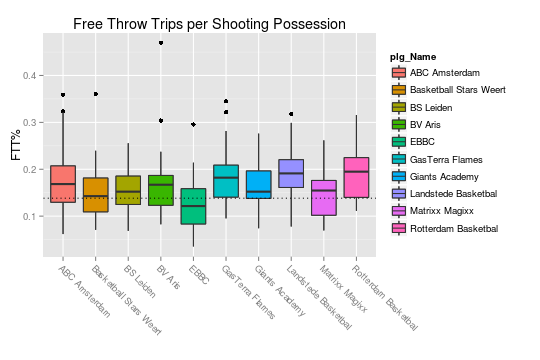 Free Throw Trips per Shooting Possession
FTT%
0.4
0.3
0.2
0.1
ABC Amsterdam
Basketball Stars Weert
BS Leiden
BV Aris
EBBC
GasTerra Flames
Giants Academy
Landstede Basketbal
Matrixx Magixx
Rotterdam Basketbal
plg_Name
ABC Amsterdam
Basketball Stars Weert
BS Leiden
BV Aris
EBBC
GasTerra Flames
Giants Academy
Landstede Basketbal
Matrixx Magixx
Rotterdam Basketbal